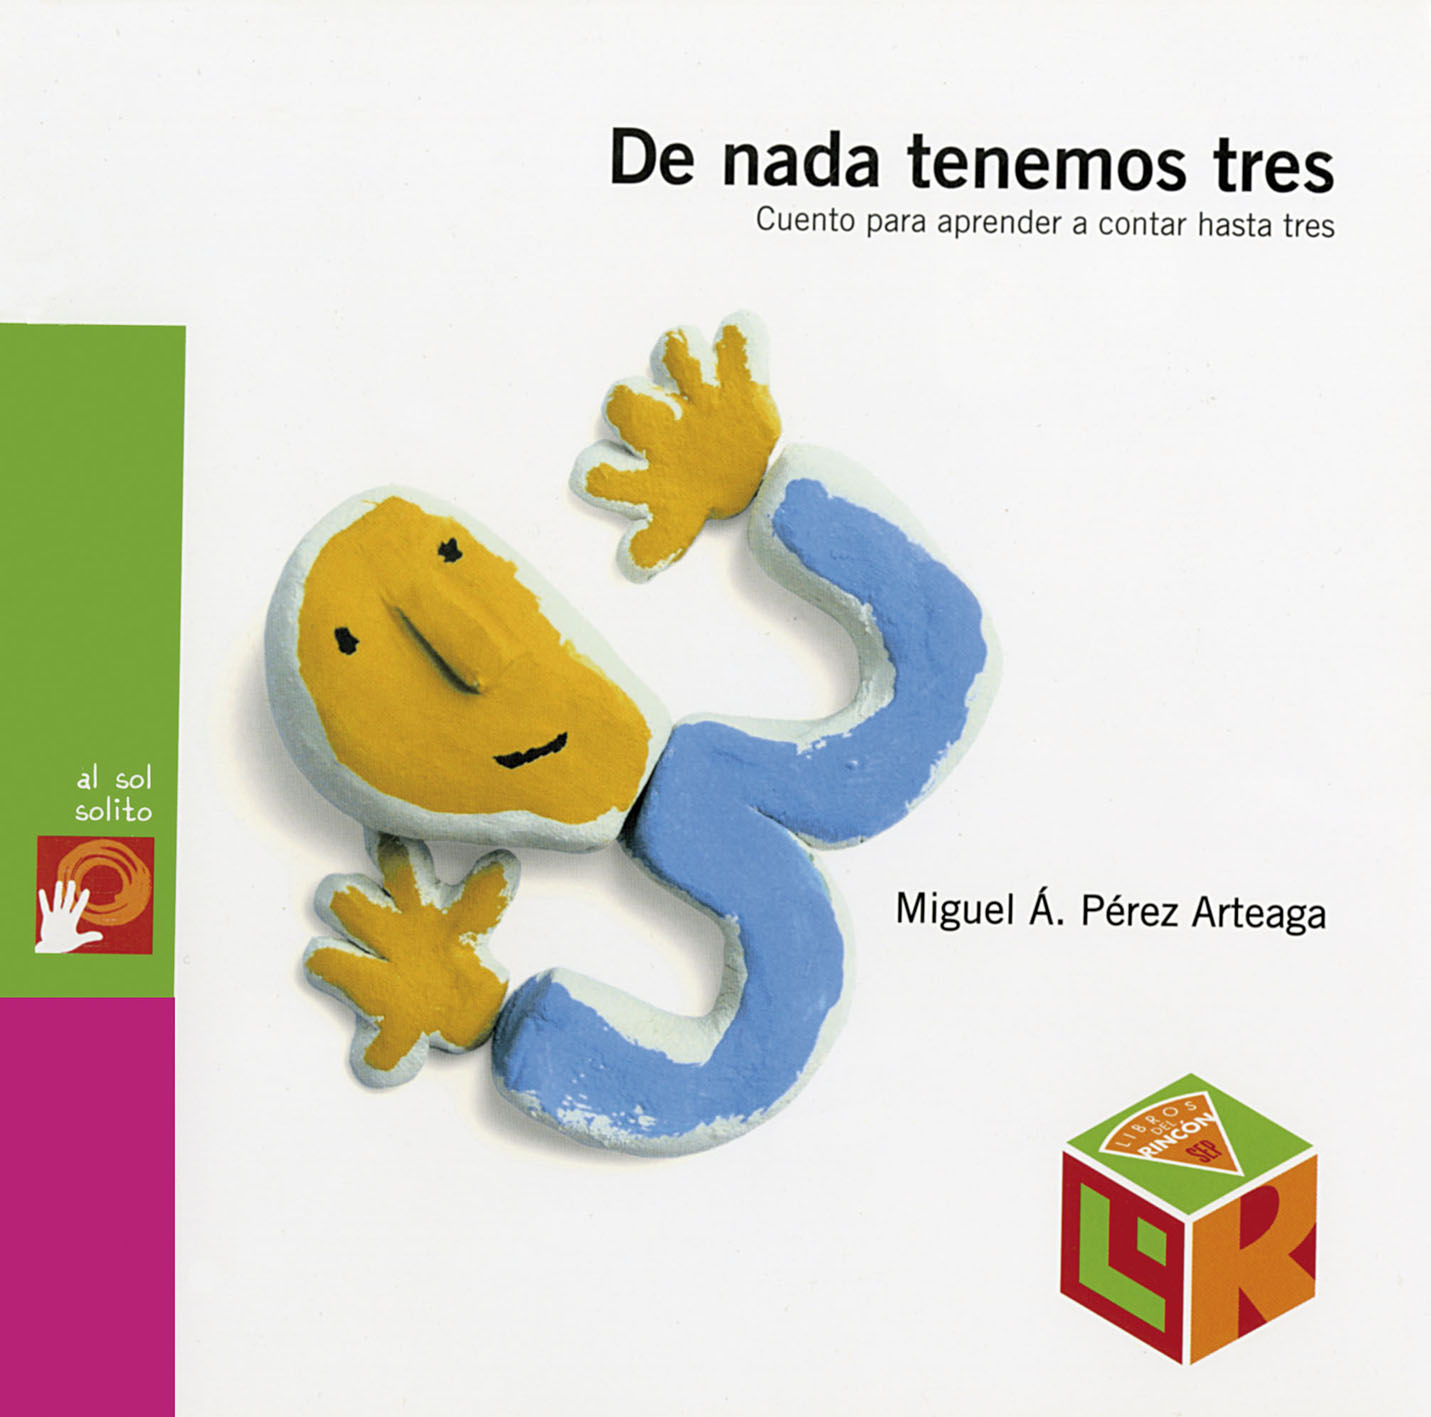 De nada tenemos tres
Cuento para aprender a contar hasta tres
al sol
solito
Miguel Á. Pérez Arteaga
LIBROS
DEL
RINCÓN
SEP
L
R